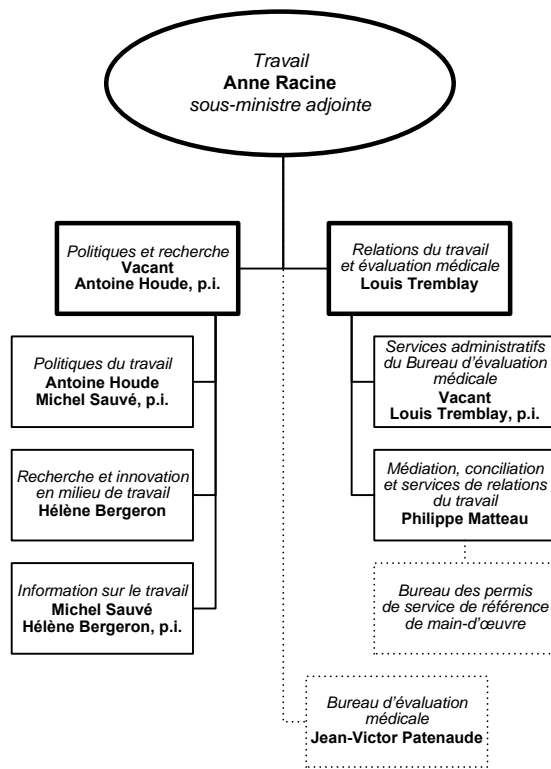 Travail
Anne Racine
sous-ministre adjointe
Politiques et recherche
Vacant
Antoine Houde, p.i.
Relations du travail
et évaluation médicale
Louis Tremblay
Politiques du travail
Antoine Houde
Michel Sauvé, p.i.
Services administratifs
du Bureau d'évaluation
médicale
Vacant
Louis Tremblay, p.i.
Recherche et innovation
en milieu de travail
Hélène Bergeron
Médiation, conciliation
et services de relations
du travail
Philippe Matteau
Information sur le travail
Michel Sauvé
Hélène Bergeron, p.i.
Bureau des permis
de service de référence
de main-d'œuvre
Bureau d'évaluation
médicale
Jean-Victor Patenaude